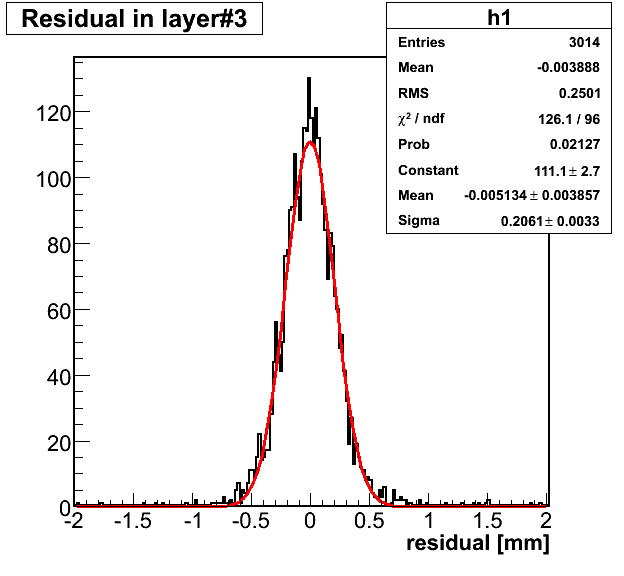 Residual in layer#3
h1
Entries 3014
Mean -0.003888
RMS 0.2501
χ² / ndf 126.1 / 96
Prob 0.02127
Constant 111.1 ± 2.7
Mean -0.005134 ± 0.003857
Sigma 0.2061 ± 0.0033
120
100
80
60
40
20
0
-2 -1.5 -1 -0.5 0 0.5 1 1.5 2
residual [mm]